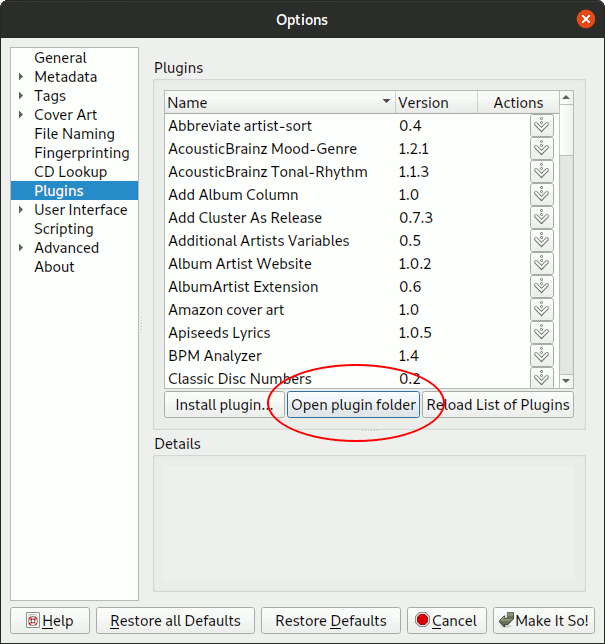 Options
General
Metadata
Tags
Cover Art
File Naming
Fingerprinting
CD Lookup
Plugins
User Interface
Scripting
Advanced
About
Plugins
Name Version Actions
Abbreviate artist-sort 0.4
AcousticBrainz Mood-Genre 1.2.1
AcousticBrainz Tonal-Rhythm 1.1.3
Add Album Column 1.0
Add Cluster As Release 0.7.3
Additional Artists Variables 0.5
Album Artist Website 1.0.2
AlbumArtist Extension 0.6
Amazon cover art 1.0
Apiseeds Lyrics 1.0.5
BPM Analyzer 1.4
Classic Disc Numbers 0.2
Install plugin... Open plugin folder Reload List of Plugins
Details
Help Restore all Defaults Restore Defaults Cancel Make It So!